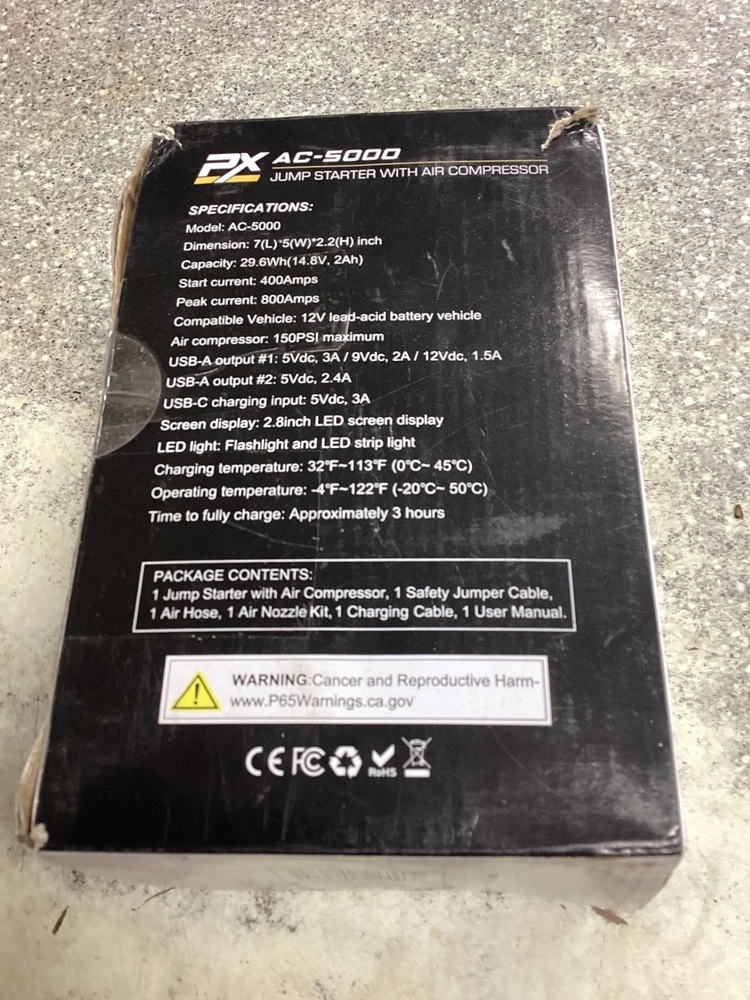 PX AC-5000
JUMP STARTER WITH AIR COMPRESSOR
SPECIFICATIONS:
Model: AC-5000
Dimension: 7(L)*5(W)*2.2(H) inch
Capacity: 29.6Wh(14.8V, 2Ah)
Start current: 400Amps
Peak current: 800Amps
Compatible Vehicle: 12V lead-acid battery vehicle
Air compressor: 150PSI maximum
USB-A output #1: 5Vdc, 3A / 9Vdc, 2A / 12Vdc, 1.5A
USB-A output #2: 5Vdc, 2.4A
USB-C charging input: 5Vdc, 3A
Screen display: 2.8inch LED screen display
LED light: Flashlight and LED strip light
Charging temperature: 32°F~113°F (0°C~ 45°C)
Operating temperature: -4°F~122°F (-20°C~ 50°C)
Time to fully charge: Approximately 3 hours
PACKAGE CONTENTS:
1 Jump Starter with Air Compressor, 1 Safety Jumper Cable,
1 Air Hose, 1 Air Nozzle Kit, 1 Charging Cable, 1 User Manual.
WARNING:Cancer and Reproductive Harm-
www.P65Warnings.ca.gov
CE FC RoHS